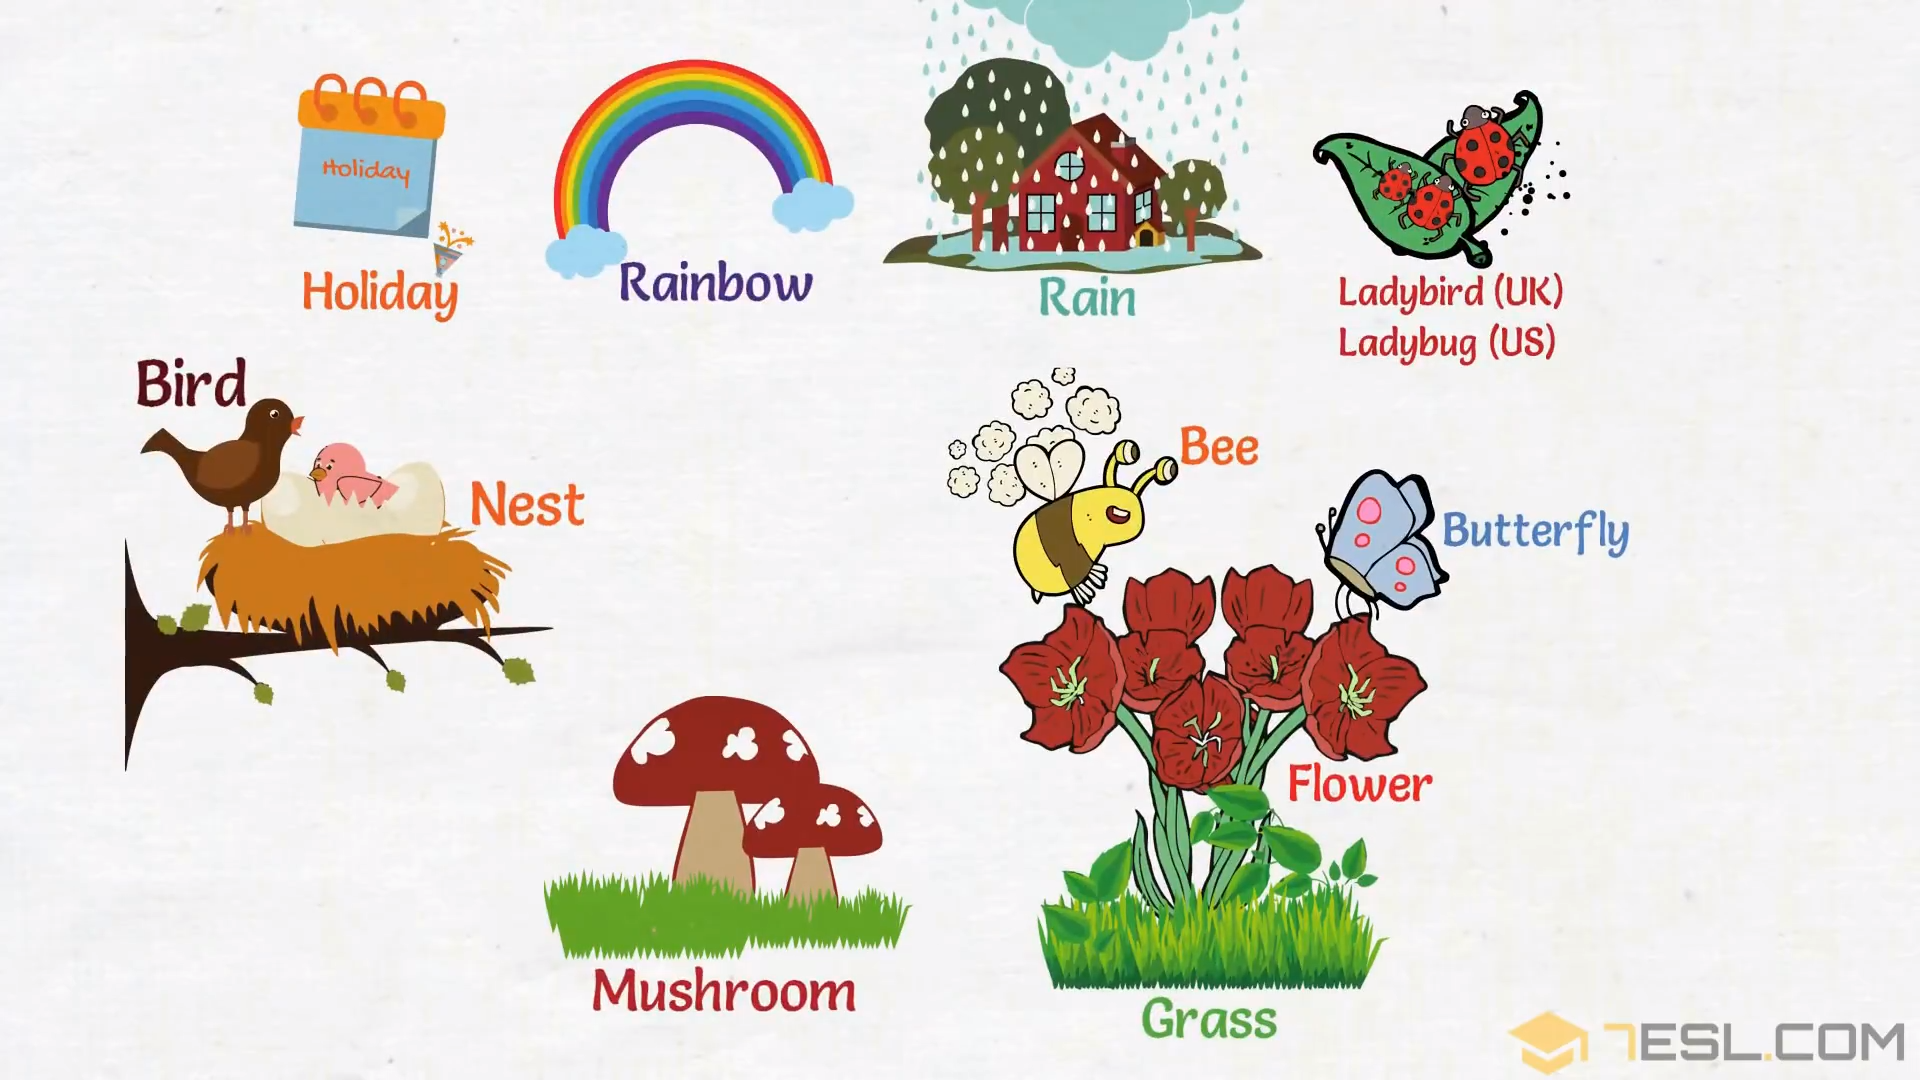 Holiday
Holiday
Rainbow
Rain
Ladybird (UK)
Ladybug (US)
Bird
Nest
Bee
Butterfly
Flower
Mushroom
Grass
7ESL.COM